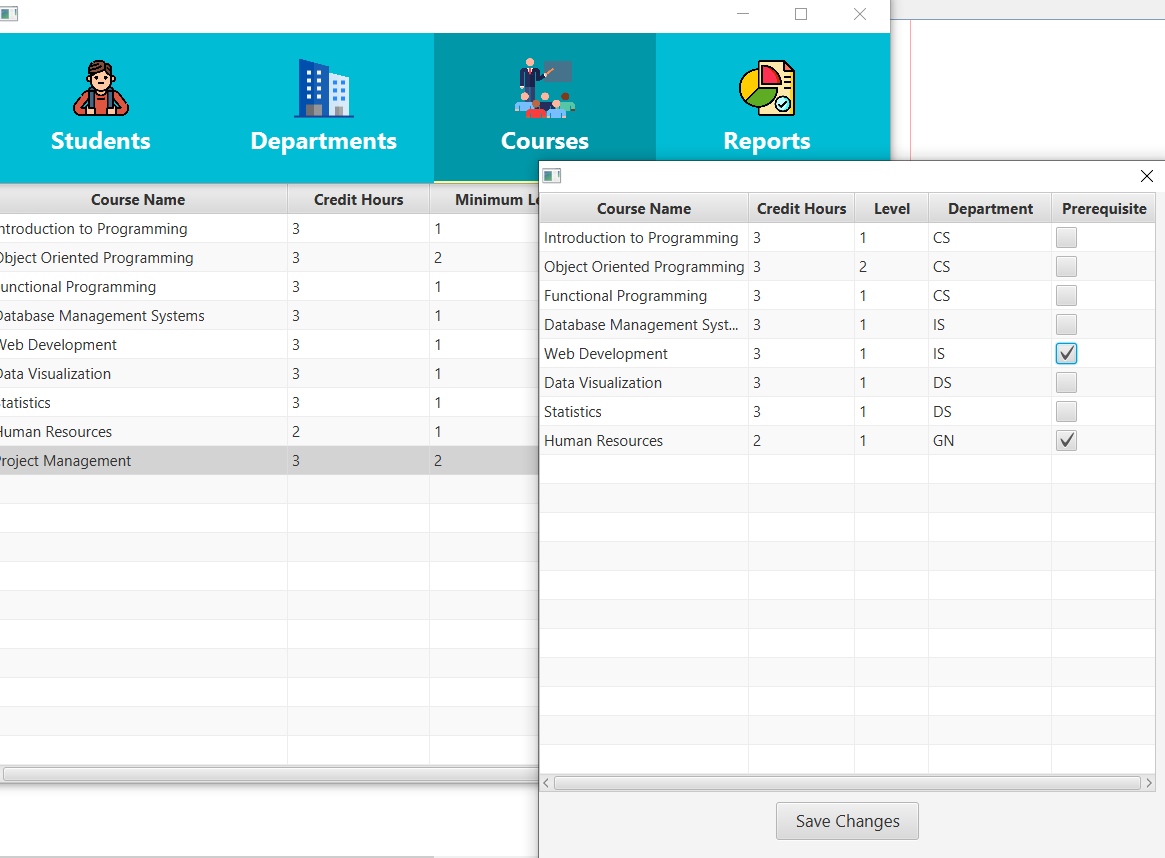 Students Departments Courses Reports
Course Name Credit Hours Minimum
ntroduction to Programming 3 1
Object Oriented Programming 3 2
unctional Programming 3 1
Database Management Systems 3 1
Web Development 3 1
Data Visualization 3 1
tatistics 3 1
Human Resources 2 1
Project Management 3 2
Course Name Credit Hours Level Department Prerequisite
Introduction to Programming 3 1 CS
Object Oriented Programming 3 2 CS
Functional Programming 3 1 CS
Database Management Syst... 3 1 IS
Web Development 3 1 IS
Data Visualization 3 1 DS
Statistics 3 1 DS
Human Resources 2 1 GN
Save Changes